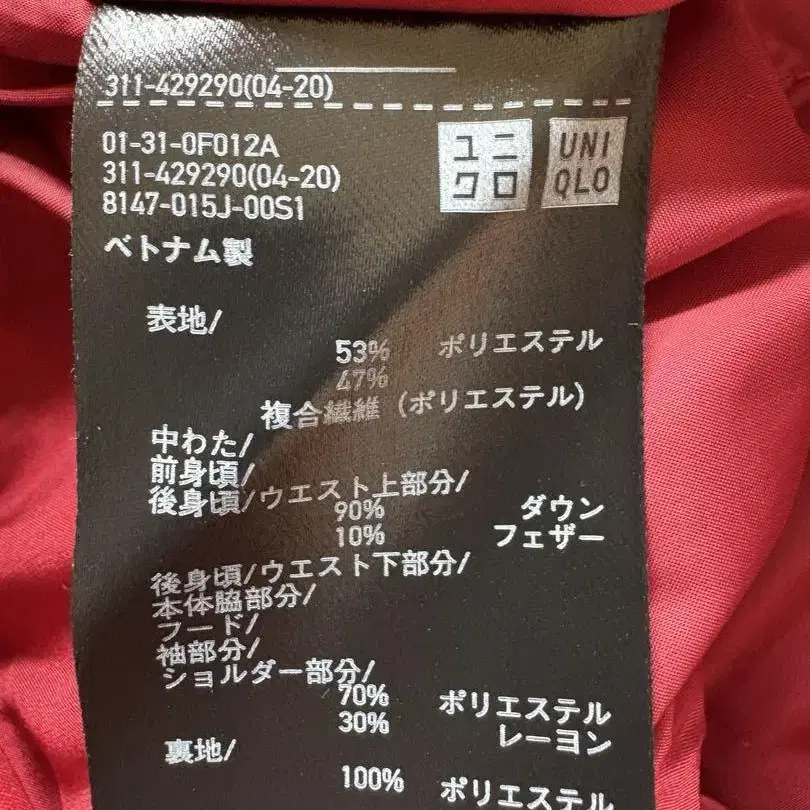 311-429290(04-20)
01-31-0F012A
311-429290(04-20)
8147-015J-00S1
ユニ
クロ
UNI
QLO
ベトナム製
表地/
53% ポリエステル
47%
複合繊維 (ポリエステル)
中わた/
前身頃/
後身頃/ウエスト上部分/
90% ダウン
10% フェザー
後身頃/ウエスト下部分/
本体脇部分/
フード/
袖部分/
ショルダー部分/
70% ポリエステル
30% レーヨン
裏地/
100% ポリエステル